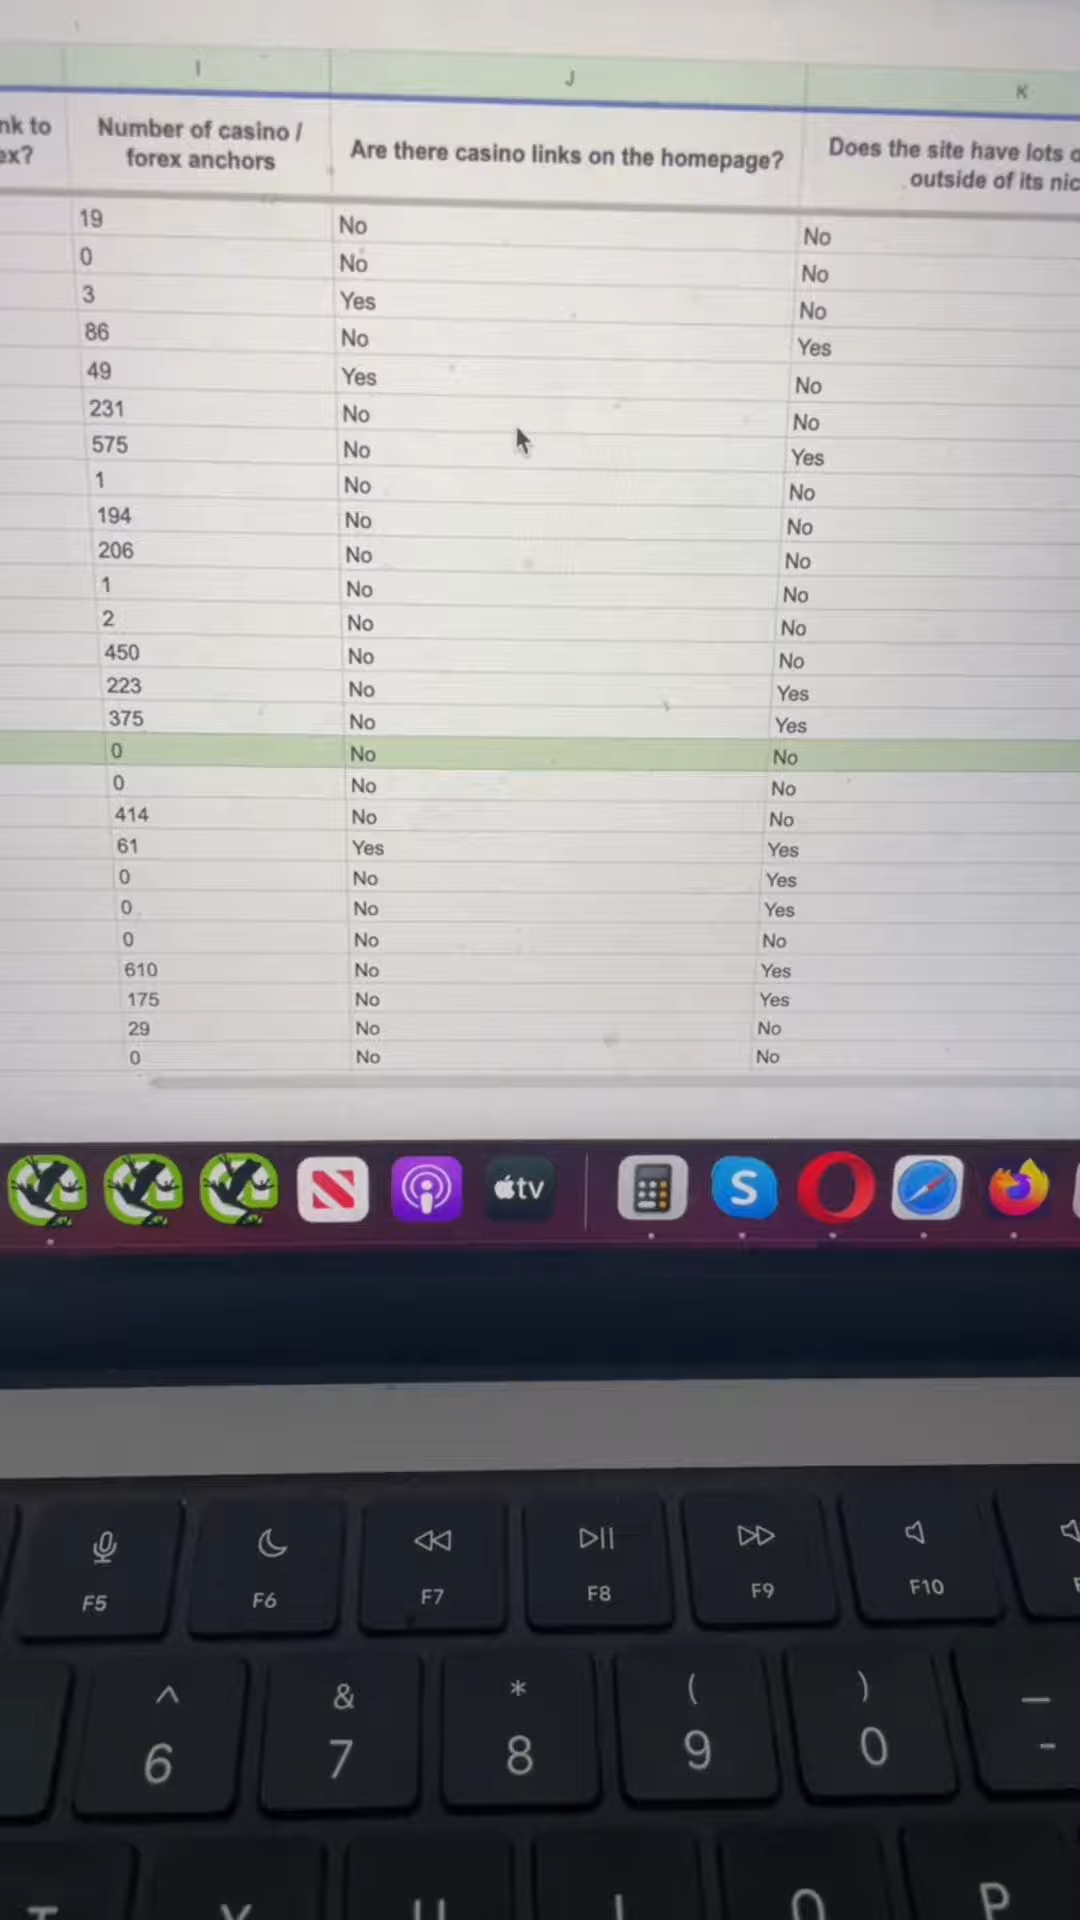 I J K
nk to Number of casino / Are there casino links on the homepage? Does the site have lots o
ex? forex anchors outside of its nic
19 No No
0 No No
3 Yes No
86 No Yes
49 Yes No
231 No No
575 No Yes
1 No No
194 No No
206 No No
1 No No
2 No No
450 No No
223 No Yes
375 No Yes
0 No No
0 No No
414 No No
61 Yes Yes
0 No Yes
0 No Yes
0 No No
610 No Yes
175 No Yes
29 No No
0 No No
tv S
F5 F6 F7 F8 F9 F10
^ & * ( ) _
6 7 8 9 0 -
P